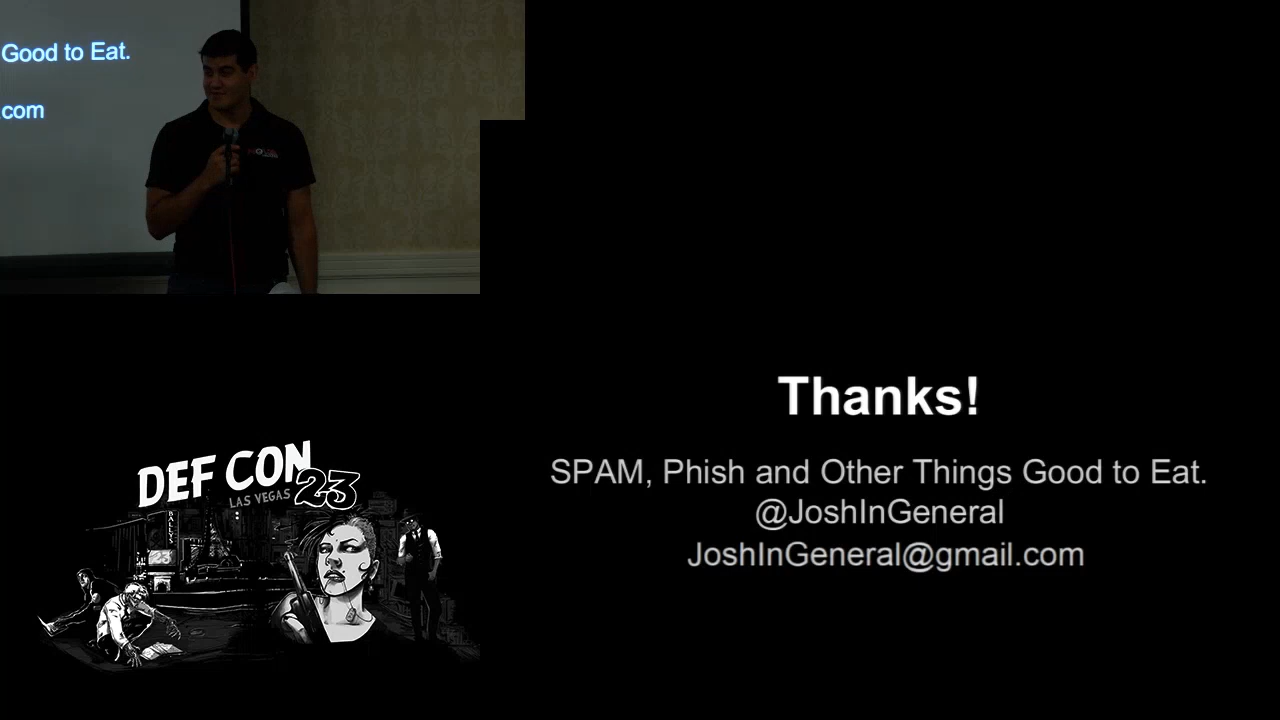 Good to Eat.
.com
Thanks!
SPAM, Phish and Other Things Good to Eat.
@JoshInGeneral
JoshInGeneral@gmail.com
DEF CON
LAS VEGAS 23
BALLYS